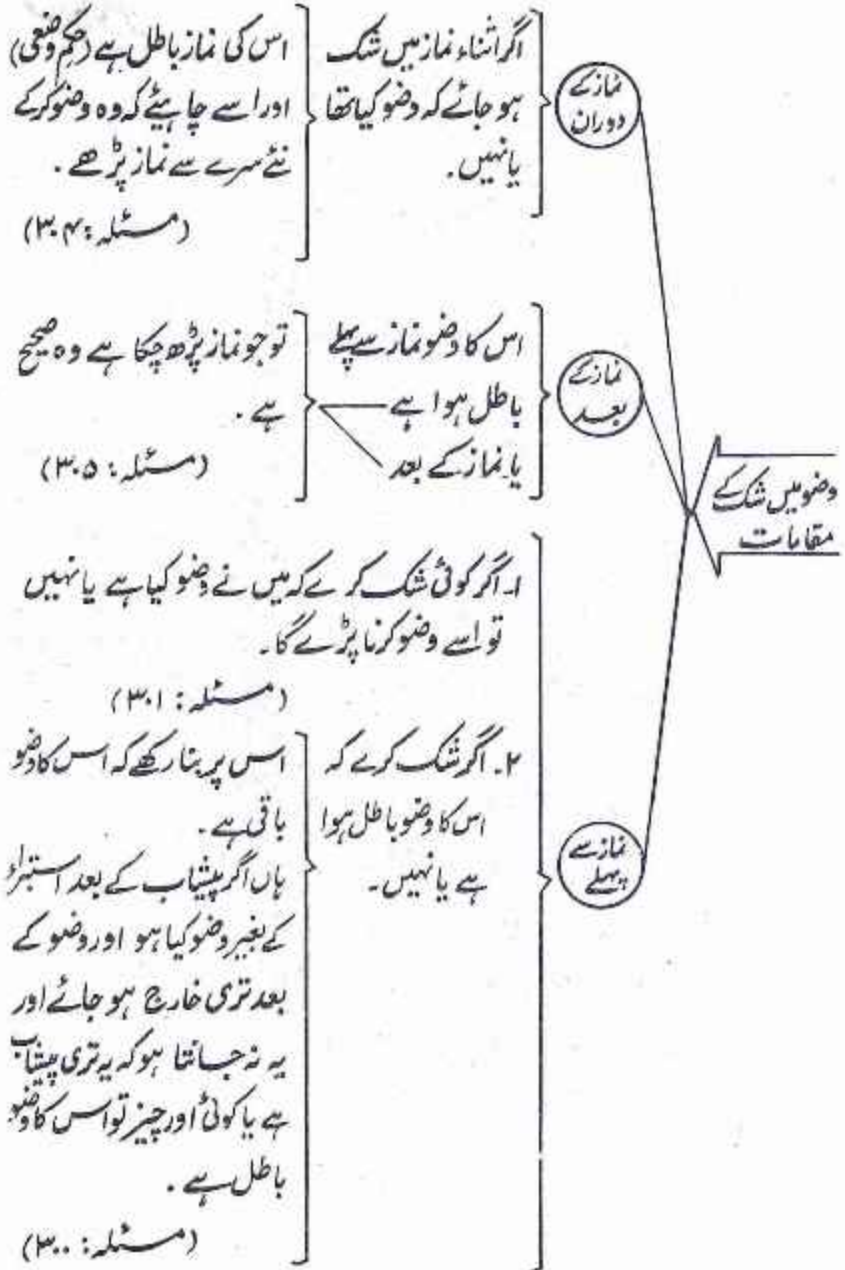 وضو میں شک کے
مقامات
نماز کے
دوران
اگر اثناء نماز میں شک
ہو جائے کہ وضو کیا تھا
یا نہیں۔
اس کی نماز باطل ہے (حکم وضعی)
اور اسے چاہیئے کہ وہ وضو کرکے
نئے سرے سے نماز پڑھے۔
(مسئلہ: ۳۰۴)
نماز کے
بعد
اس کا وضو نماز سے پہلے
باطل ہوا ہے
یا نماز کے بعد
تو جو نماز پڑھ چکا ہے وہ صحیح
ہے۔
(مسئلہ: ۳۰۵)
نماز سے
پہلے
۱۔ اگر کوئی شک کرے کہ میں نے وضو کیا ہے یا نہیں
تو اسے وضو کرنا پڑے گا۔
(مسئلہ: ۳۰۱)
۲۔ اگر شک کرے کہ
اس کا وضو باطل ہوا
ہے یا نہیں۔
اس پر بنا رکھے کہ اس کا وضو
باقی ہے۔
ہاں اگر پیشاب کے بعد استبراء
کے بغیر وضو کیا ہو اور وضو کے
بعد تری خارج ہو جائے اور
یہ نہ جانتا ہو کہ یہ تری پیشاب
ہے یا کوئی اور چیز تو اس کا وضو
باطل ہے۔
(مسئلہ: ۳۰۰)